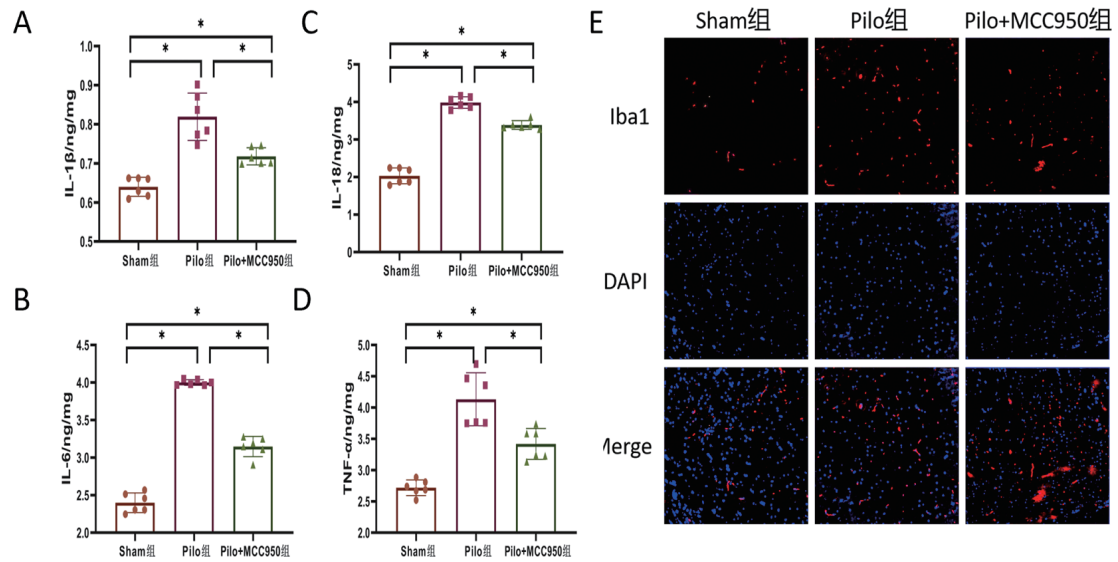 A
IL-1β/ng/mg
1.0
0.9
0.8
0.7
0.6
0.5
*
*
*
Sham组
Pilo组
Pilo+MCC950组
C
IL-18/ng/mg
5
4
3
2
1
0
*
*
*
Sham组
Pilo组
Pilo+MCC950组
B
IL-6/ng/mg
4.5
4.0
3.5
3.0
2.5
2.0
*
*
*
Sham组
Pilo组
Pilo+MCC950组
D
TNF-α/ng/mg
5.0
4.5
4.0
3.5
3.0
2.5
2.0
*
*
*
Sham组
Pilo组
Pilo+MCC950组
E
Sham组
Pilo组
Pilo+MCC950组
Iba1
DAPI
Merge